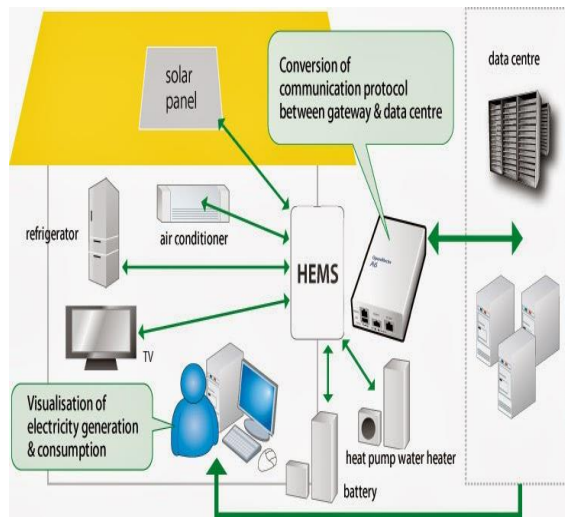 solar
panel
Conversion of
communication protocol
between gateway & data centre
data centre
refrigerator
air conditioner
HEMS
A6
TV
Visualisation of
electricity generation
& consumption
heat pump water heater
battery